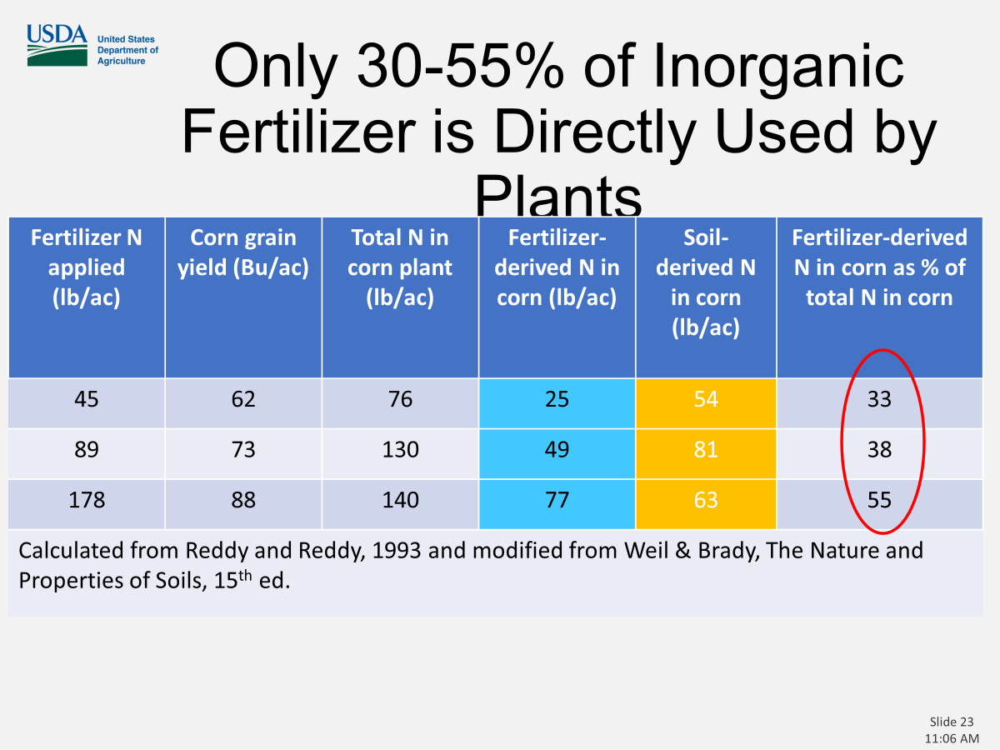 USDA
United States
Department of
Agriculture
Only 30-55% of Inorganic
Fertilizer is Directly Used by
Plants
Fertilizer N
applied
(lb/ac)
Corn grain
yield (Bu/ac)
Total N in
corn plant
(lb/ac)
Fertilizer-
derived N in
corn (lb/ac)
Soil-
derived N
in corn
(lb/ac)
Fertilizer-derived
N in corn as % of
total N in corn
45 62 76 25 54 33
89 73 130 49 81 38
178 88 140 77 63 55
Calculated from Reddy and Reddy, 1993 and modified from Weil & Brady, The Nature and
Properties of Soils, 15th ed.
Slide 23
11:06 AM